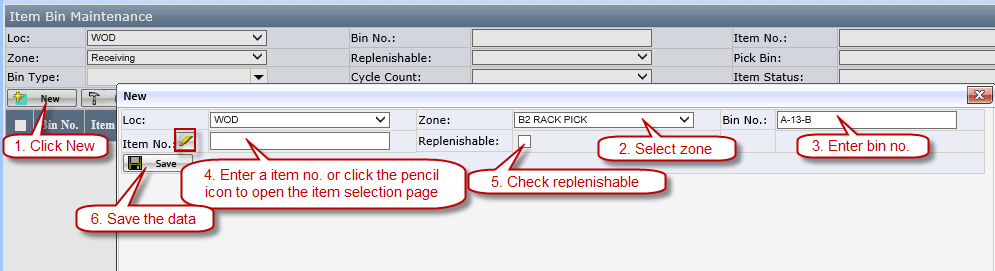 Item Bin Maintenance
Loc: WOD Bin No.: Item No.:
Zone: Receiving Replenishable: Pick Bin:
Bin Type: Cycle Count: Item Status:
New
New
Loc: WOD Zone: B2 RACK PICK Bin No.: A-13-B
Bin No. Item
Item No.: Replenishable:
Save
1. Click New
2. Select zone
3. Enter bin no.
4. Enter a item no. or click the pencil
icon to open the item selection page
5. Check replenishable
6. Save the data